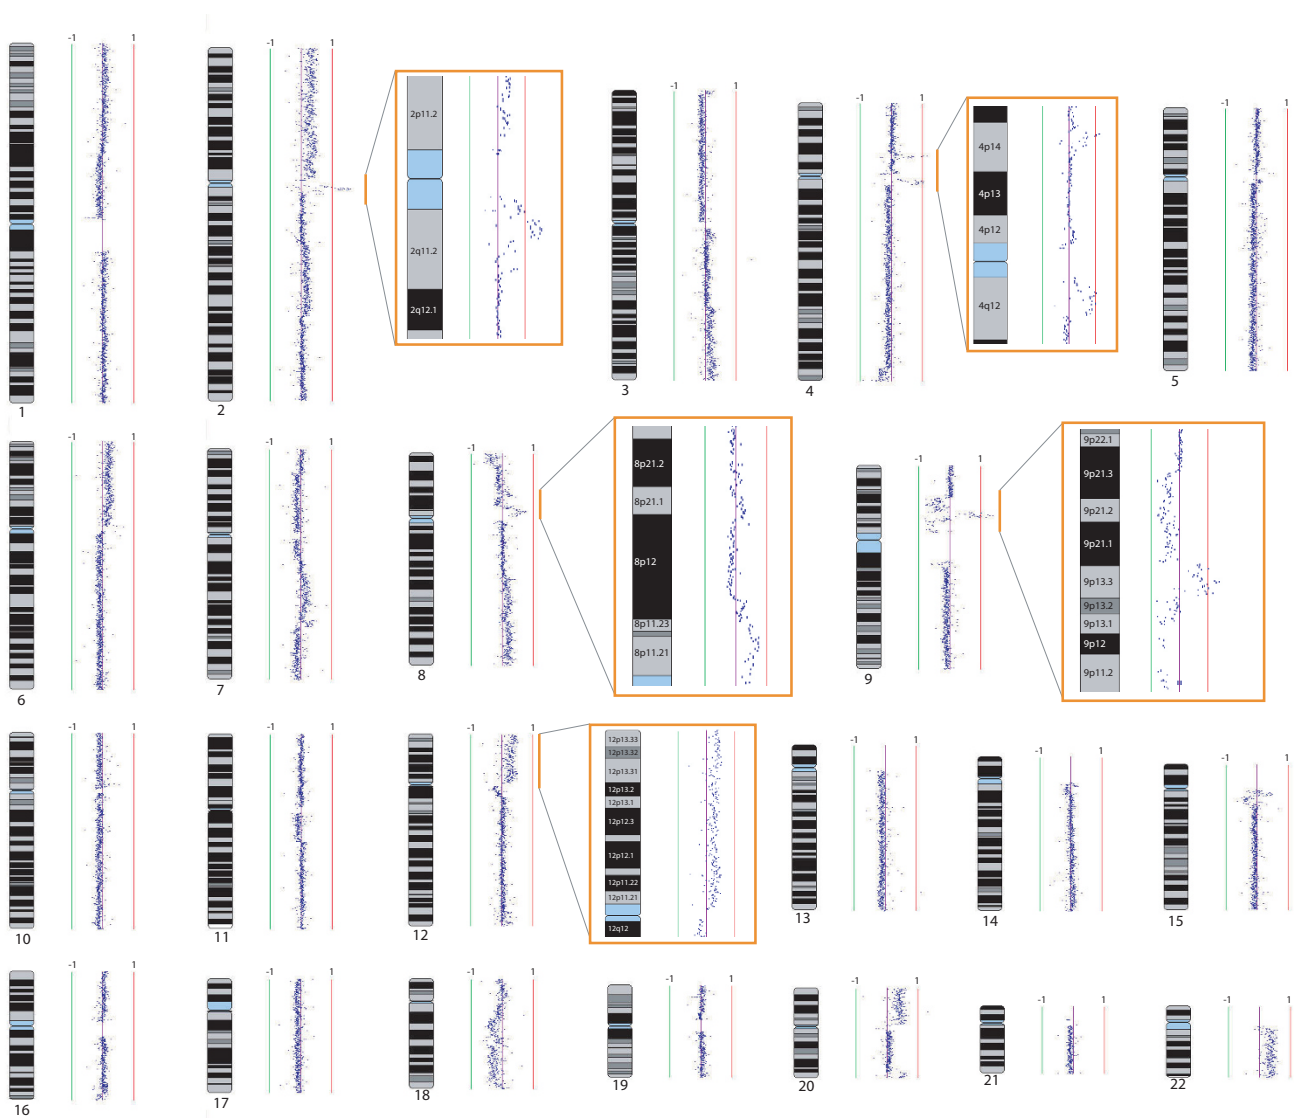 -1 1
1
-1 1
2
2p11.2
2q11.2
2q12.1
-1 1
3
-1 1
4
4p14
4p13
4p12
4q12
-1 1
5
-1 1
6
-1 1
7
-1 1
8
8p21.2
8p21.1
8p12
8p11.23
8p11.21
-1 1
9
9p22.1
9p21.3
9p21.2
9p21.1
9p13.3
9p13.2
9p13.1
9p12
9p11.2
-1 1
10
-1 1
11
-1 1
12
12p13.33
12p13.32
12p13.31
12p13.2
12p13.1
12p12.3
12p12.1
12p11.22
12p11.21
12q12
-1 1
13
-1 1
14
-1 1
15
-1 1
16
-1 1
17
-1 1
18
-1 1
19
-1 1
20
-1 1
21
-1 1
22